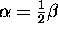 α = ½β